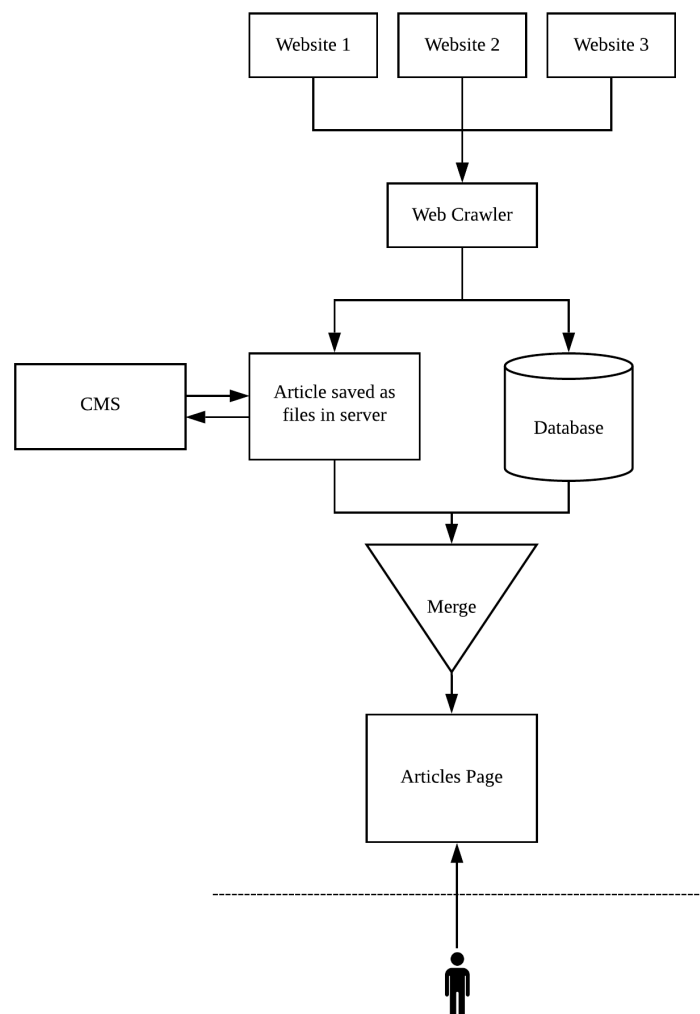 Website 1
Website 2
Website 3
Web Crawler
CMS
Article saved as
files in server
Database
Merge
Articles Page